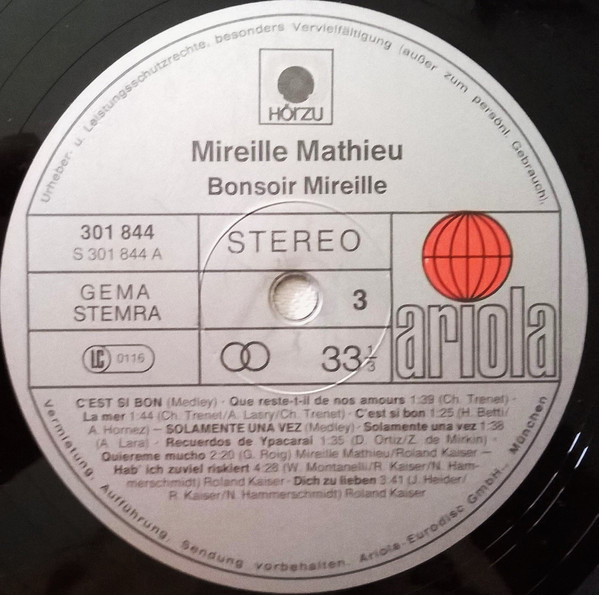 Urheber- u. Leistungsschutzrechte, besonders Vervielfältigung (außer zum persönl. Gebrauch),
HÖRZU
Mireille Mathieu
Bonsoir Mireille
301 844
S 301 844 A
STEREO
GEMA
STEMRA
3
LC 0116
33 1/3
ariola
C'EST SI BON (Medley) · Que reste-t-il de nos amours 1:39 (Ch. Trenet) ·
La mer 1:44 (Ch. Trenet/A. Lasry/Ch. Trenet) · C'est si bon 1:25 (H. Betti/
A. Hornez) — SOLAMENTE UNA VEZ (Medley) · Solamente una vez 1:38
(A. Lara) · Recuerdos de Ypacarai 1:35 (D. Ortiz/Z. de Mirkin) ·
Quiereme mucho 2:20 (G. Roig) Mireille Mathieu/Roland Kaiser —
Hab' ich zuviel riskiert 4:28 (W. Montanelli/R. Kaiser/N. Ham-
merschmidt) Roland Kaiser · Dich zu lieben 3:41 (J. Heider/
R. Kaiser/N. Hammerschmidt) Roland Kaiser
Vermietung, Aufführung, Sendung vorbehalten. Ariola-Eurodisc GmbH., München